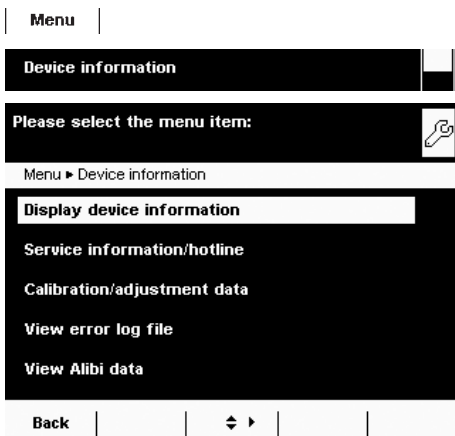 Menu
Device information
Please select the menu item:
Menu ▸ Device information
Display device information
Service information/hotline
Calibration/adjustment data
View error log file
View Alibi data
Back